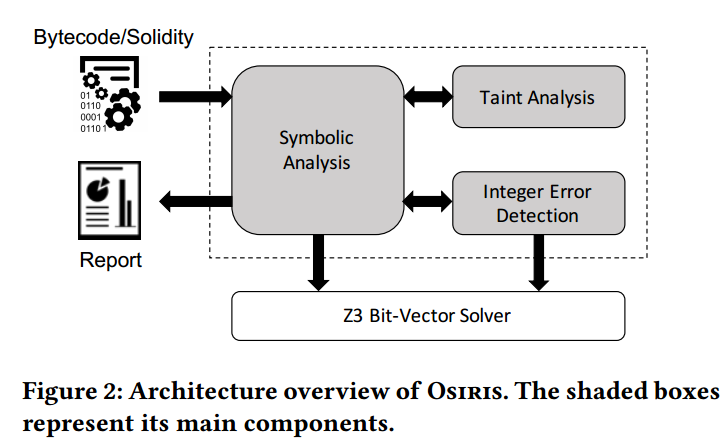 Bytecode/Solidity
01
0110
0001
01101
Symbolic
Analysis
Taint Analysis
Integer Error
Detection
Report
Z3 Bit-Vector Solver
Figure 2: Architecture overview of Osiris. The shaded boxes
represent its main components.